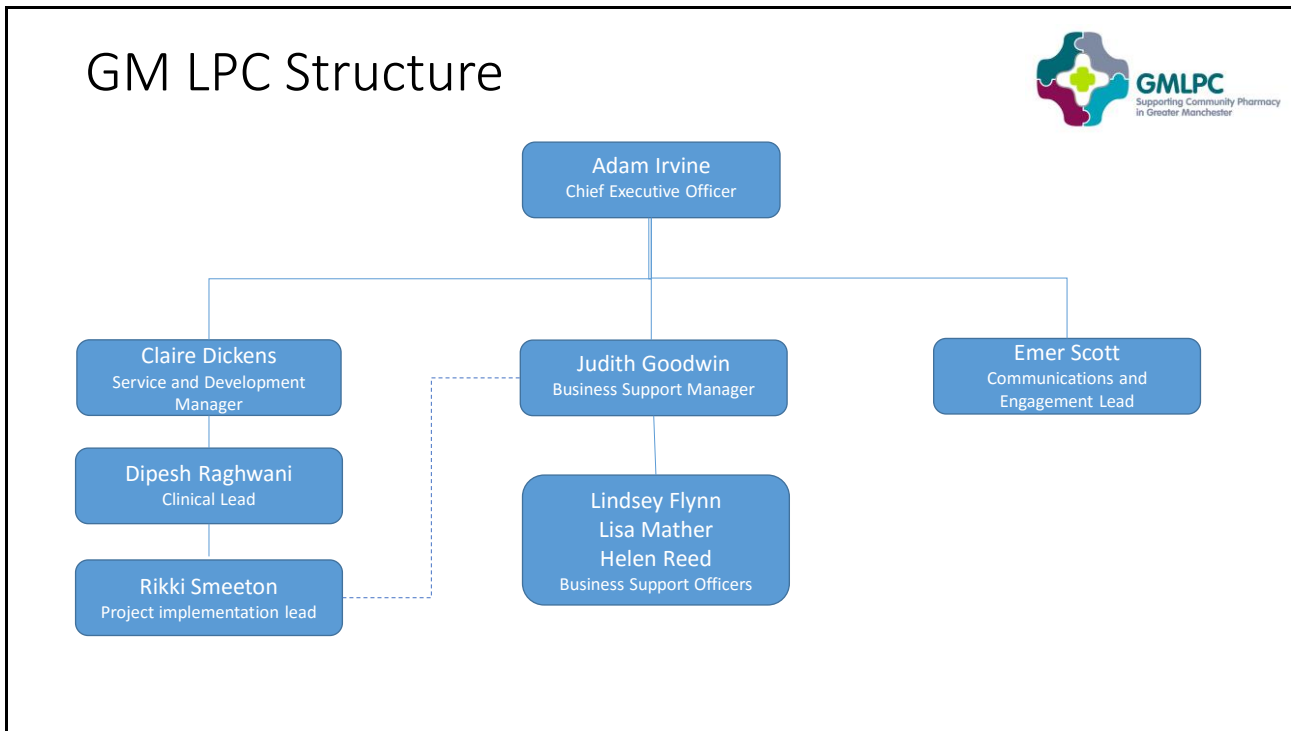 GM LPC Structure
GMLPC
Supporting Community Pharmacy
in Greater Manchester
Adam Irvine
Chief Executive Officer
Claire Dickens
Service and Development
Manager
Judith Goodwin
Business Support Manager
Emer Scott
Communications and
Engagement Lead
Dipesh Raghwani
Clinical Lead
Lindsey Flynn
Lisa Mather
Helen Reed
Business Support Officers
Rikki Smeeton
Project implementation lead